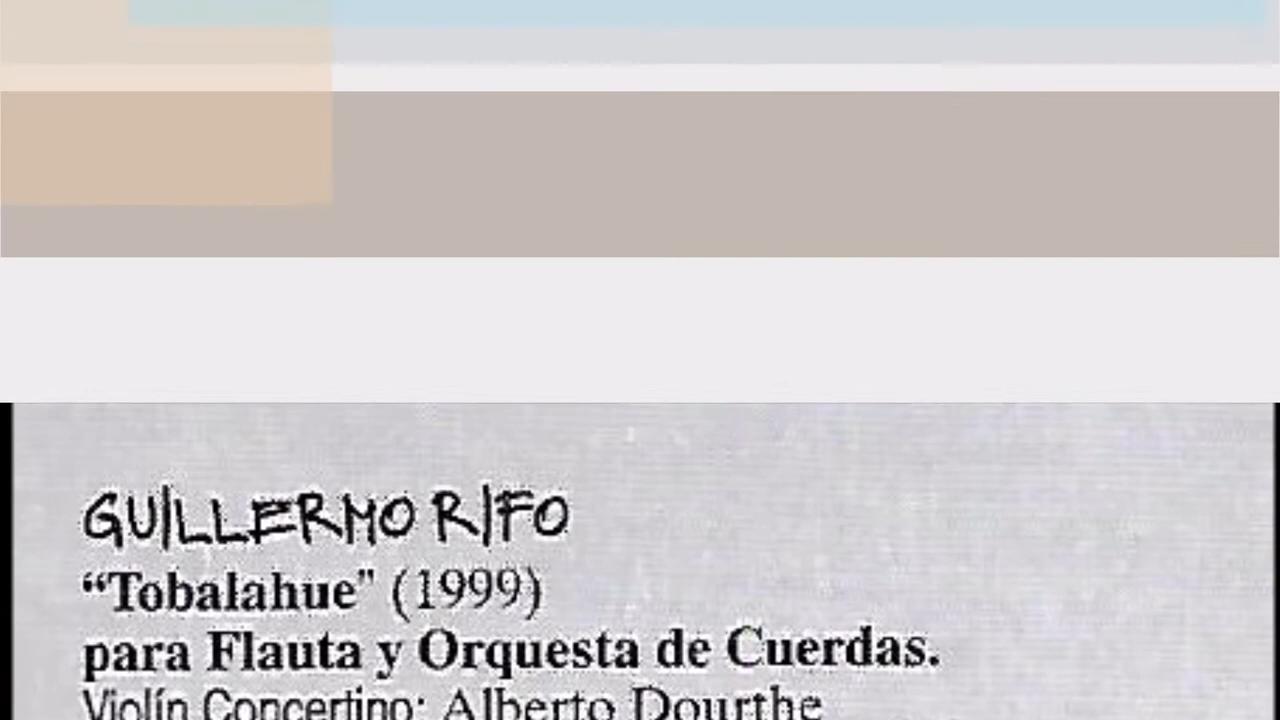 GUILLERMO RIFO
“Tobalahue" (1999)
para Flauta y Orquesta de Cuerdas.
Violín Concertino: Alberto Dourthe